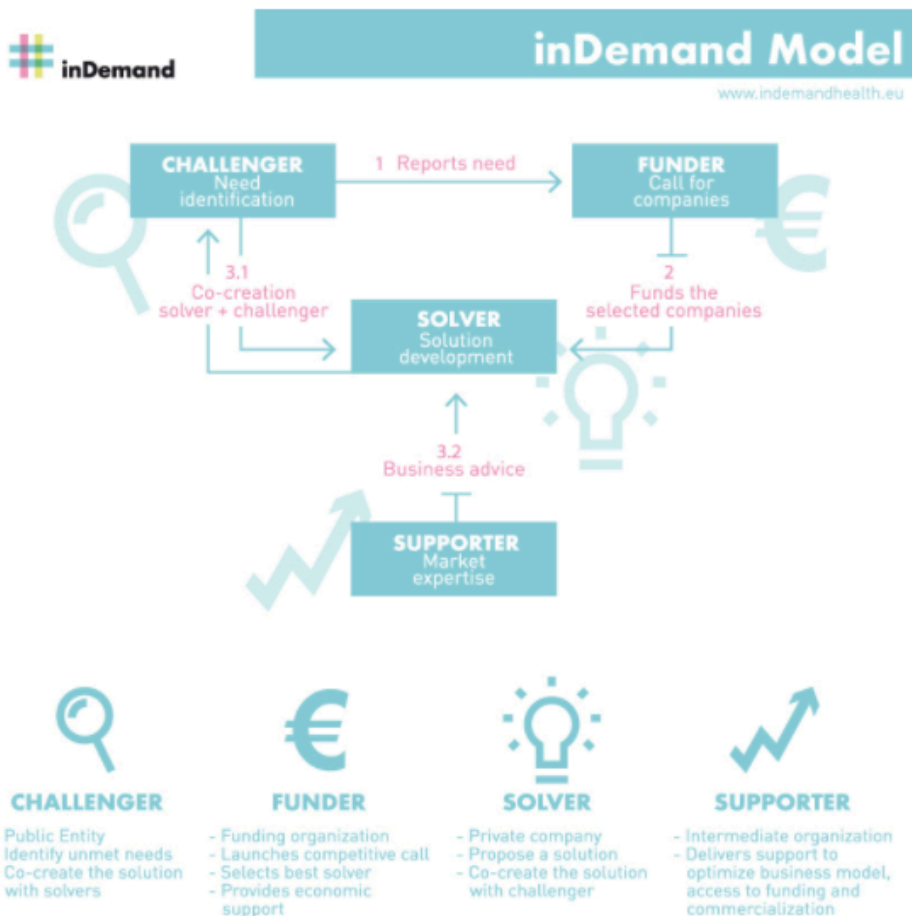 inDemand
inDemand Model
www.indemandhealth.eu
CHALLENGER
Need
identification
1 Reports need
FUNDER
Call for
companies
3.1
Co-creation
solver + challenger
2
Funds the
selected companies
SOLVER
Solution
development
3.2
Business advice
SUPPORTER
Market
expertise
CHALLENGER
Public Entity
Identify unmet needs
Co-create the solution
with solvers
FUNDER
- Funding organization
- Launches competitive call
- Selects best solver
- Provides economic
support
SOLVER
- Private company
- Propose a solution
- Co-create the solution
with challenger
SUPPORTER
- Intermediate organization
- Delivers support to
optimize business model,
access to funding and
commercialization